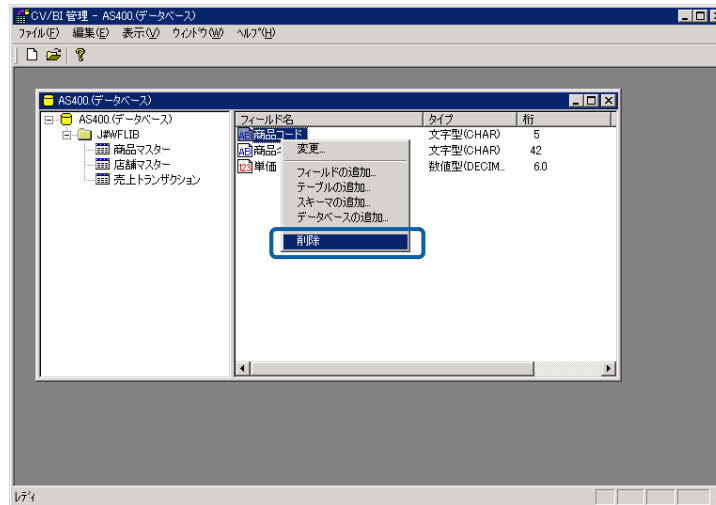 CV/BI 管理 - AS400.(データベース)
ファイル(F) 編集(E) 表示(V) ウィンドウ(W) ヘルプ(H)
AS400.(データベース)
AS400.(データベース)
J#WFLIB
商品マスター
店舗マスター
売上トランザクション
フィールド名 タイプ 桁
AB 商品コード 文字型(CHAR) 5
AB 文字型(CHAR) 42
123 単価 数値型(DECIM... 6.0
変更...
フィールドの追加...
テーブルの追加...
スキーマの追加...
データベースの追加...
削除
レディ